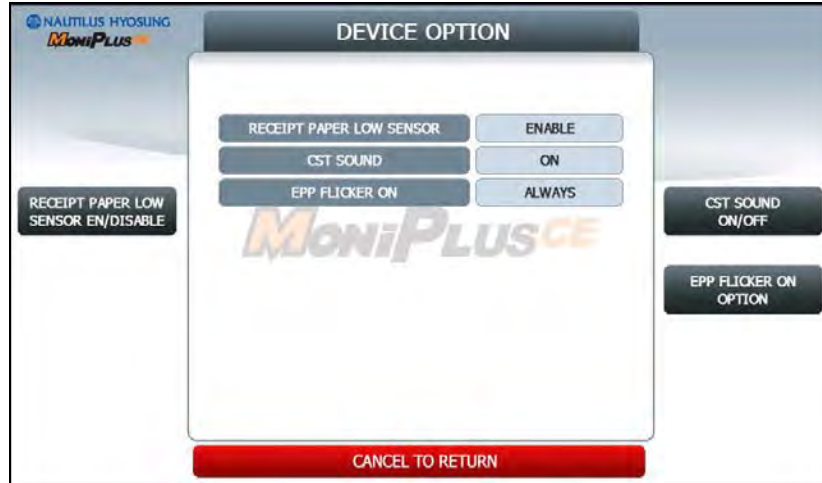 NAUTILUS HYOSUNG
MoniPlus CE
DEVICE OPTION
RECEIPT PAPER LOW SENSOR ENABLE
CST SOUND ON
EPP FLICKER ON ALWAYS
RECEIPT PAPER LOW
SENSOR EN/DISABLE
CST SOUND
ON/OFF
MoniPlusCE
EPP FLICKER ON
OPTION
CANCEL TO RETURN